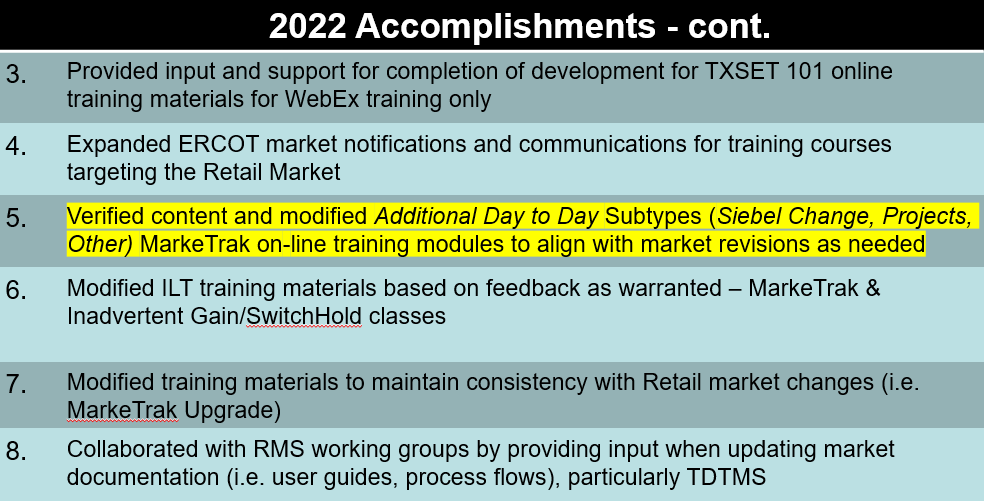 2022 Accomplishments - cont.
3. Provided input and support for completion of development for TXSET 101 online
training materials for WebEx training only
4. Expanded ERCOT market notifications and communications for training courses
targeting the Retail Market
5. Verified content and modified Additional Day to Day Subtypes (Siebel Change, Projects,
Other) MarkeTrak on-line training modules to align with market revisions as needed
6. Modified ILT training materials based on feedback as warranted – MarkeTrak &
Inadvertent Gain/SwitchHold classes
7. Modified training materials to maintain consistency with Retail market changes (i.e.
MarkeTrak Upgrade)
8. Collaborated with RMS working groups by providing input when updating market
documentation (i.e. user guides, process flows), particularly TDTMS